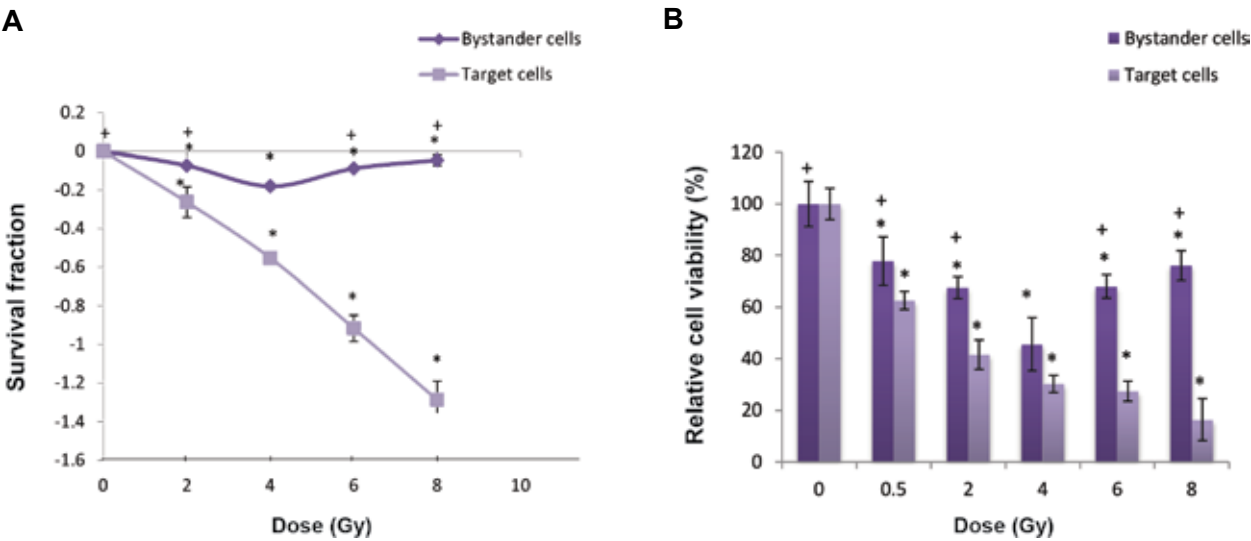 A
Bystander cells
Target cells
0.2
0
-0.2
-0.4
-0.6
-0.8
-1
-1.2
-1.4
-1.6
0 2 4 6 8 10
Survival fraction
Dose (Gy)
+ + + +
* * * *
* * * *
B
Bystander cells
Target cells
120
100
80
60
40
20
0
0 0.5 2 4 6 8
Relative cell viability (%)
Dose (Gy)
+ + + + +
* * * * *
* * * * *